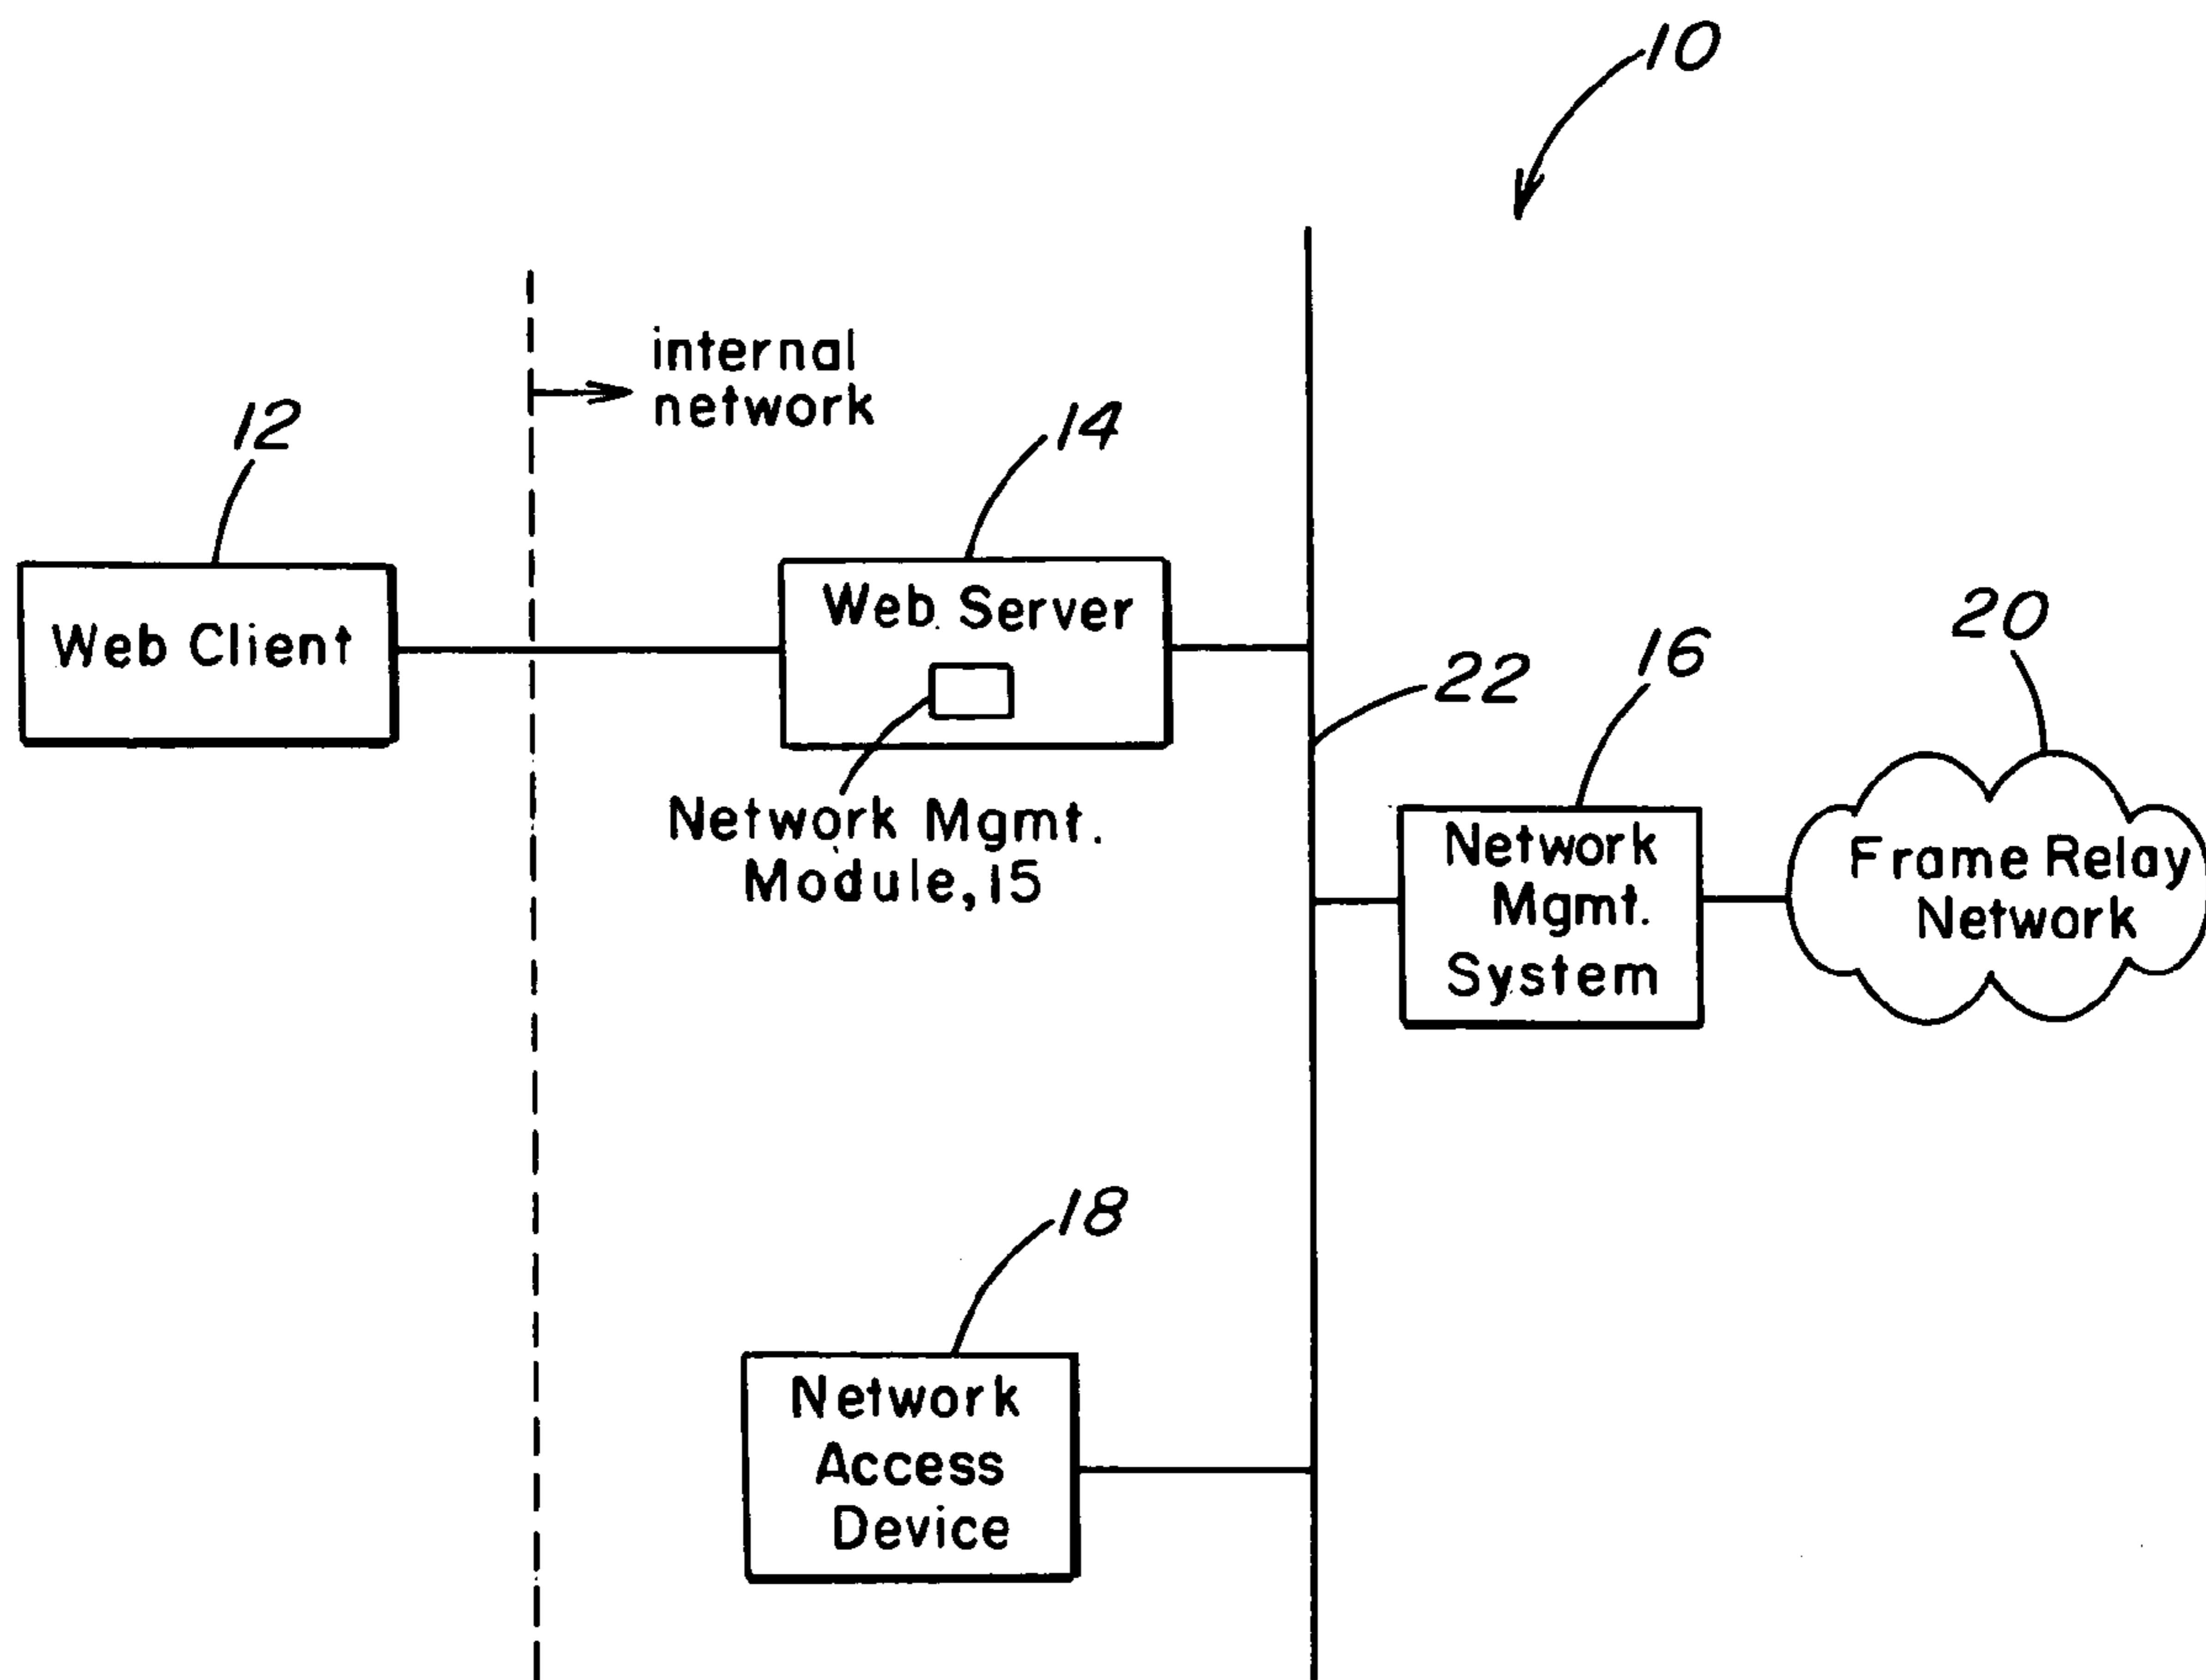 10
internal
network
12
14
Web Client
Web Server
22
16
20
Network Mgmt.
Module, 15
Network
Mgmt.
System
Frame Relay
Network
18
Network
Access
Device